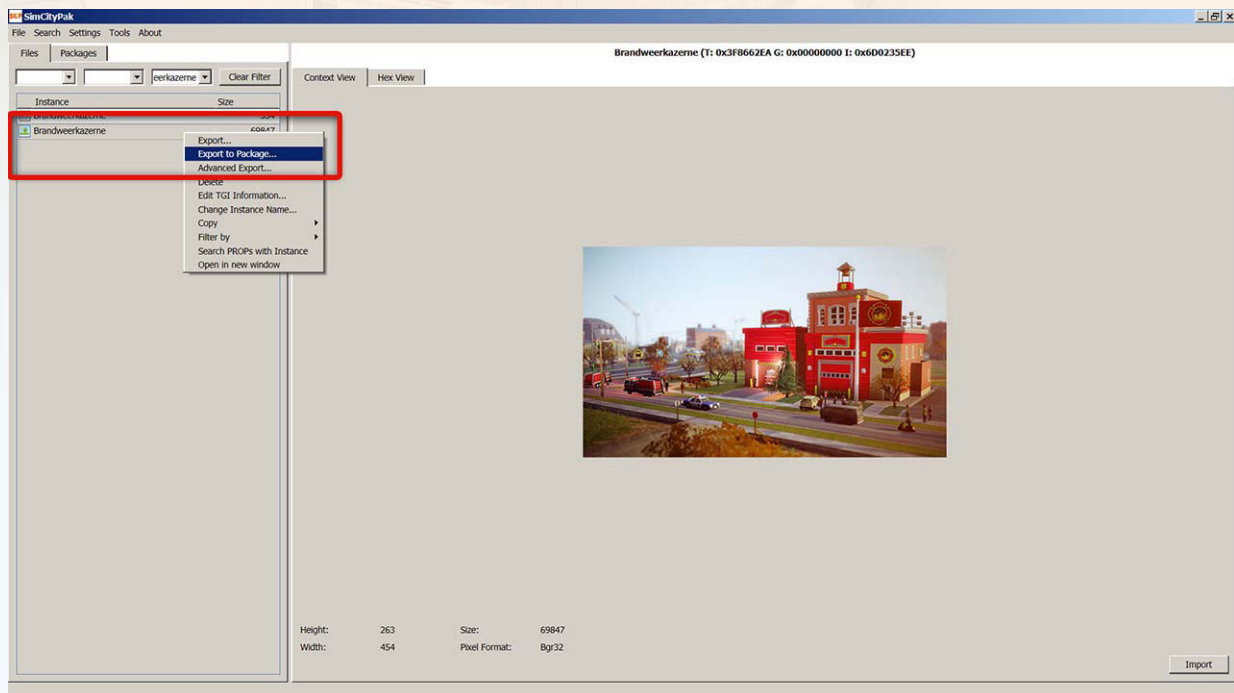 SimCityPak
File Search Settings Tools About
Files Packages
Brandweerkazerne (T: 0x3F8662EA G: 0x00000000 I: 0x6D0235EE)
eerkazerne Clear Filter
Context View Hex View
Instance Size
Brandweerkazerne
Brandweerkazerne 69847
Export...
Export to Package...
Advanced Export...
Delete
Edit TGI Information...
Change Instance Name...
Copy
Filter by
Search PROPs with Instance
Open in new window
Height: 263 Size: 69847
Width: 454 Pixel Format: Bgr32
Import